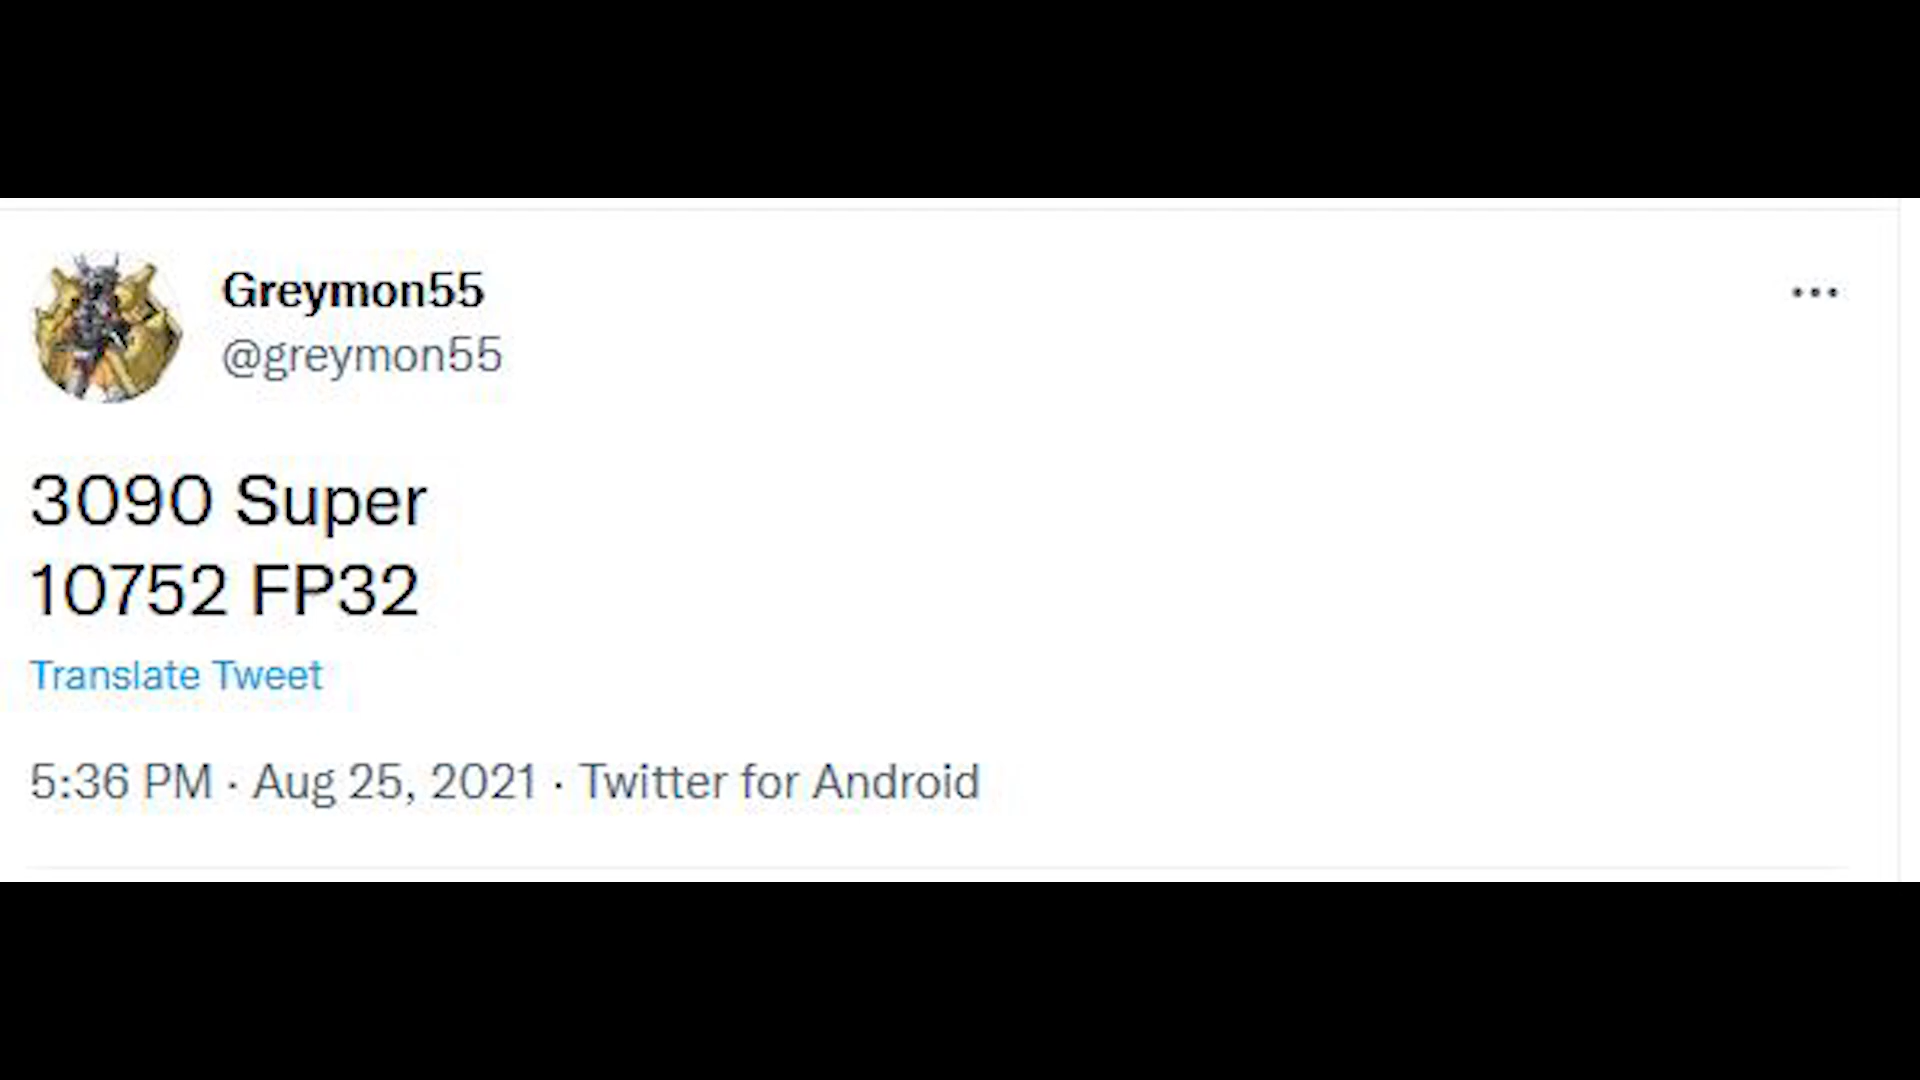 Greymon55
@greymon55
3090 Super
10752 FP32
Translate Tweet
5:36 PM · Aug 25, 2021 · Twitter for Android